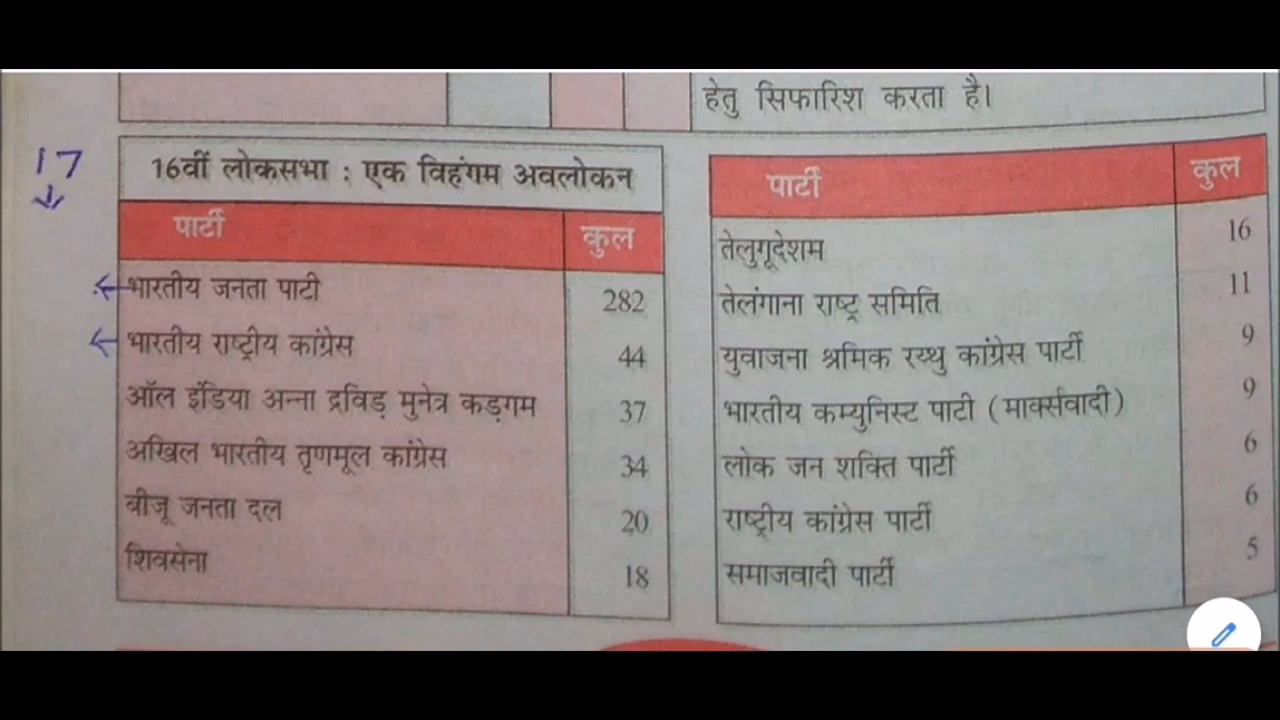 हेतु सिफारिश करता है।
17
16वीं लोकसभा : एक विहंगम अवलोकन
पार्टी कुल
भारतीय जनता पार्टी 282
भारतीय राष्ट्रीय कांग्रेस 44
ऑल इंडिया अन्ना द्रविड़ मुनेत्र कड़गम 37
अखिल भारतीय तृणमूल कांग्रेस 34
बीजू जनता दल 20
शिवसेना 18
पार्टी कुल
तेलुगूदेशम 16
तेलंगाना राष्ट्र समिति 11
युवाजना श्रमिक रय्थु कांग्रेस पार्टी 9
भारतीय कम्युनिस्ट पार्टी (मार्क्सवादी) 9
लोक जन शक्ति पार्टी 6
राष्ट्रीय कांग्रेस पार्टी 6
समाजवादी पार्टी 5